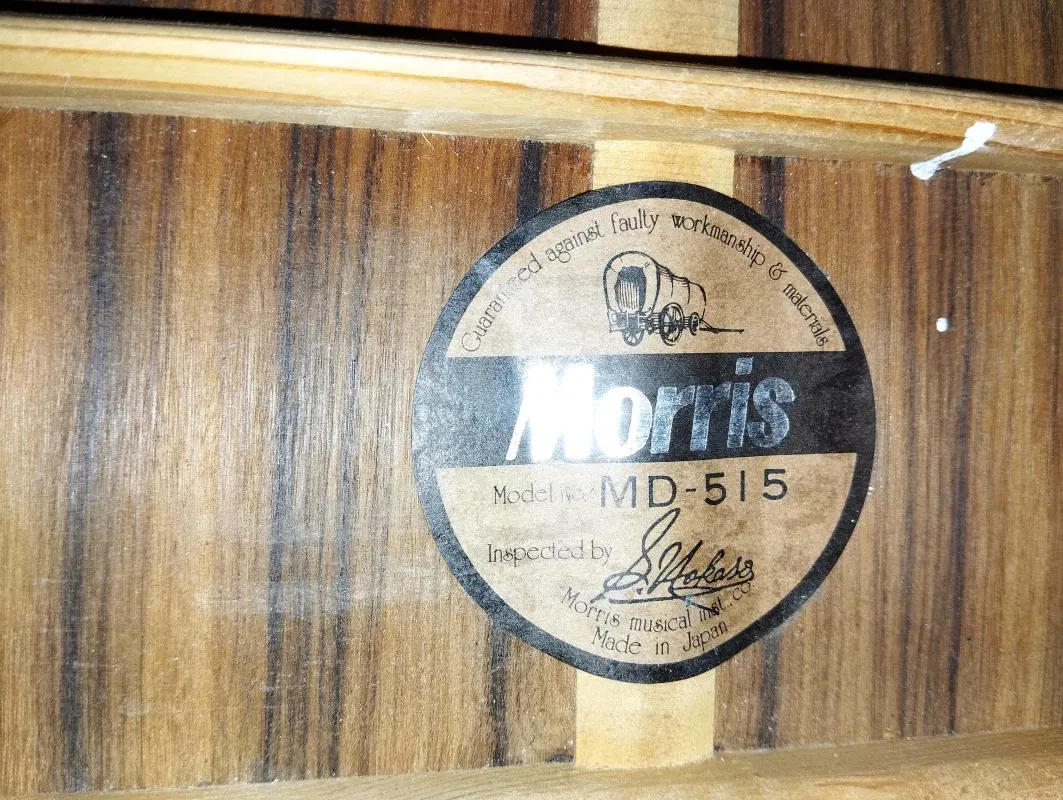 Guaranteed against faulty workmanship & materials
Morris
Model No. MD-515
Inspected by
Morris musical inst., co.
Made in Japan